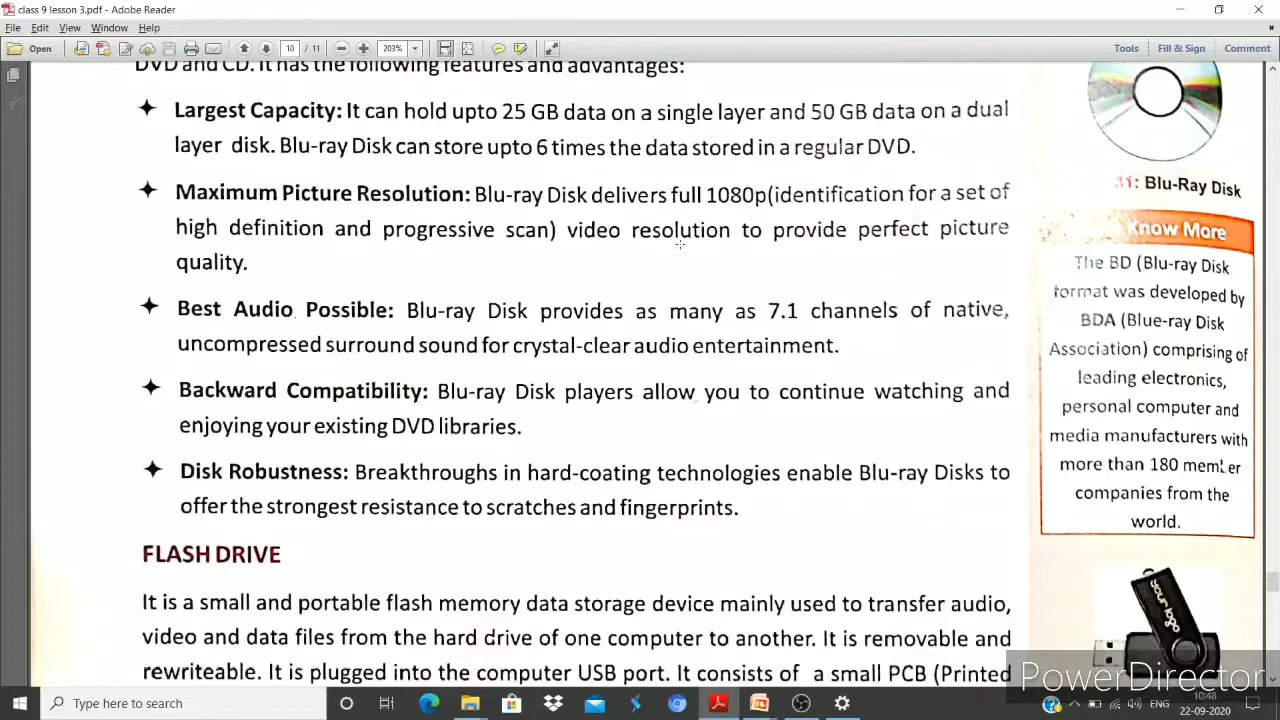 class 9 lesson 3.pdf - Adobe Reader
File Edit View Window Help
Open 10 / 11 203% Tools Fill & Sign Comment
DVD and CD. It has the following features and advantages:
Largest Capacity: It can hold upto 25 GB data on a single layer and 50 GB data on a dual
layer disk. Blu-ray Disk can store upto 6 times the data stored in a regular DVD.
Maximum Picture Resolution: Blu-ray Disk delivers full 1080p(identification for a set of
high definition and progressive scan) video resolution to provide perfect picture
quality.
Best Audio Possible: Blu-ray Disk provides as many as 7.1 channels of native,
uncompressed surround sound for crystal-clear audio entertainment.
Backward Compatibility: Blu-ray Disk players allow you to continue watching and
enjoying your existing DVD libraries.
Disk Robustness: Breakthroughs in hard-coating technologies enable Blu-ray Disks to
offer the strongest resistance to scratches and fingerprints.
FLASH DRIVE
It is a small and portable flash memory data storage device mainly used to transfer audio,
video and data files from the hard drive of one computer to another. It is removable and
rewriteable. It is plugged into the computer USB port. It consists of a small PCB (Printed
Blu-Ray Disk
Know More
The BD (Blu-ray Disk
format was developed by
BDA (Blue-ray Disk
Association) comprising of
leading electronics,
personal computer and
media manufacturers with
more than 180 member
companies from the
world.
your logo
PowerDirector
Type here to search
ENG
10:48
22-09-2020